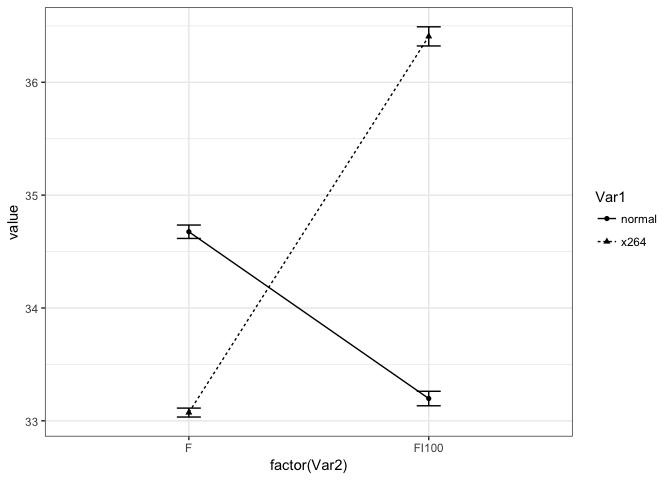 36
35
34
33
value
F
FI100
factor(Var2)
Var1
normal
x264